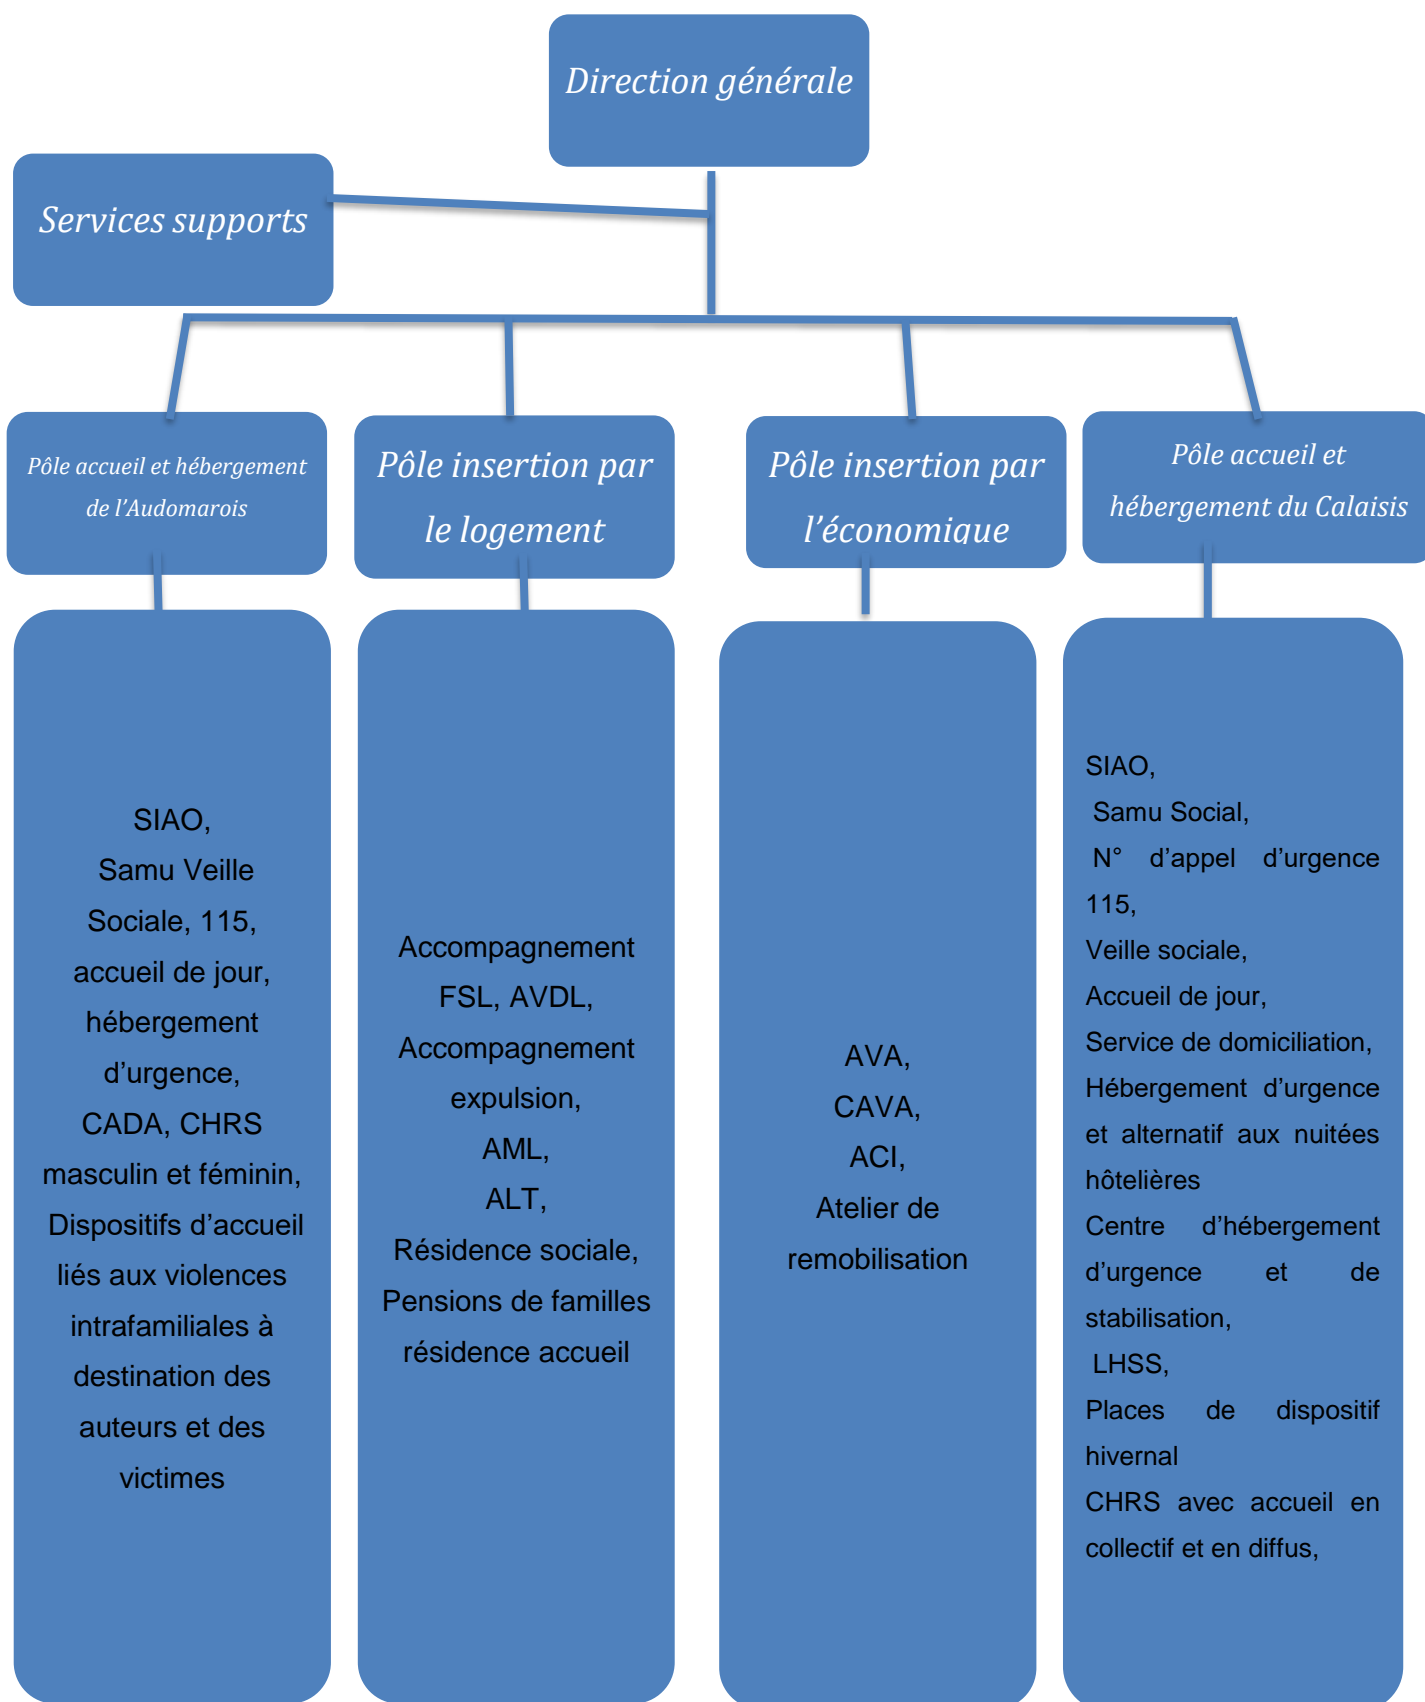 Direction générale
Services supports
Pôle accueil et hébergement
de l’Audomarois
Pôle insertion par
le logement
Pôle insertion par
l’économique
Pôle accueil et
hébergement du Calaisis
SIAO,
Samu Veille
Sociale, 115,
accueil de jour,
hébergement
d’urgence,
CADA, CHRS
masculin et féminin,
Dispositifs d’accueil
liés aux violences
intrafamiliales à
destination des
auteurs et des
victimes
Accompagnement
FSL, AVDL,
Accompagnement
expulsion,
AML,
ALT,
Résidence sociale,
Pensions de familles
résidence accueil
AVA,
CAVA,
ACI,
Atelier de
remobilisation
SIAO,
Samu Social,
N° d’appel d’urgence
115,
Veille sociale,
Accueil de jour,
Service de domiciliation,
Hébergement d’urgence
et alternatif aux nuitées
hôtelières
Centre d’hébergement
d’urgence et de
stabilisation,
LHSS,
Places de dispositif
hivernal
CHRS avec accueil en
collectif et en diffus,